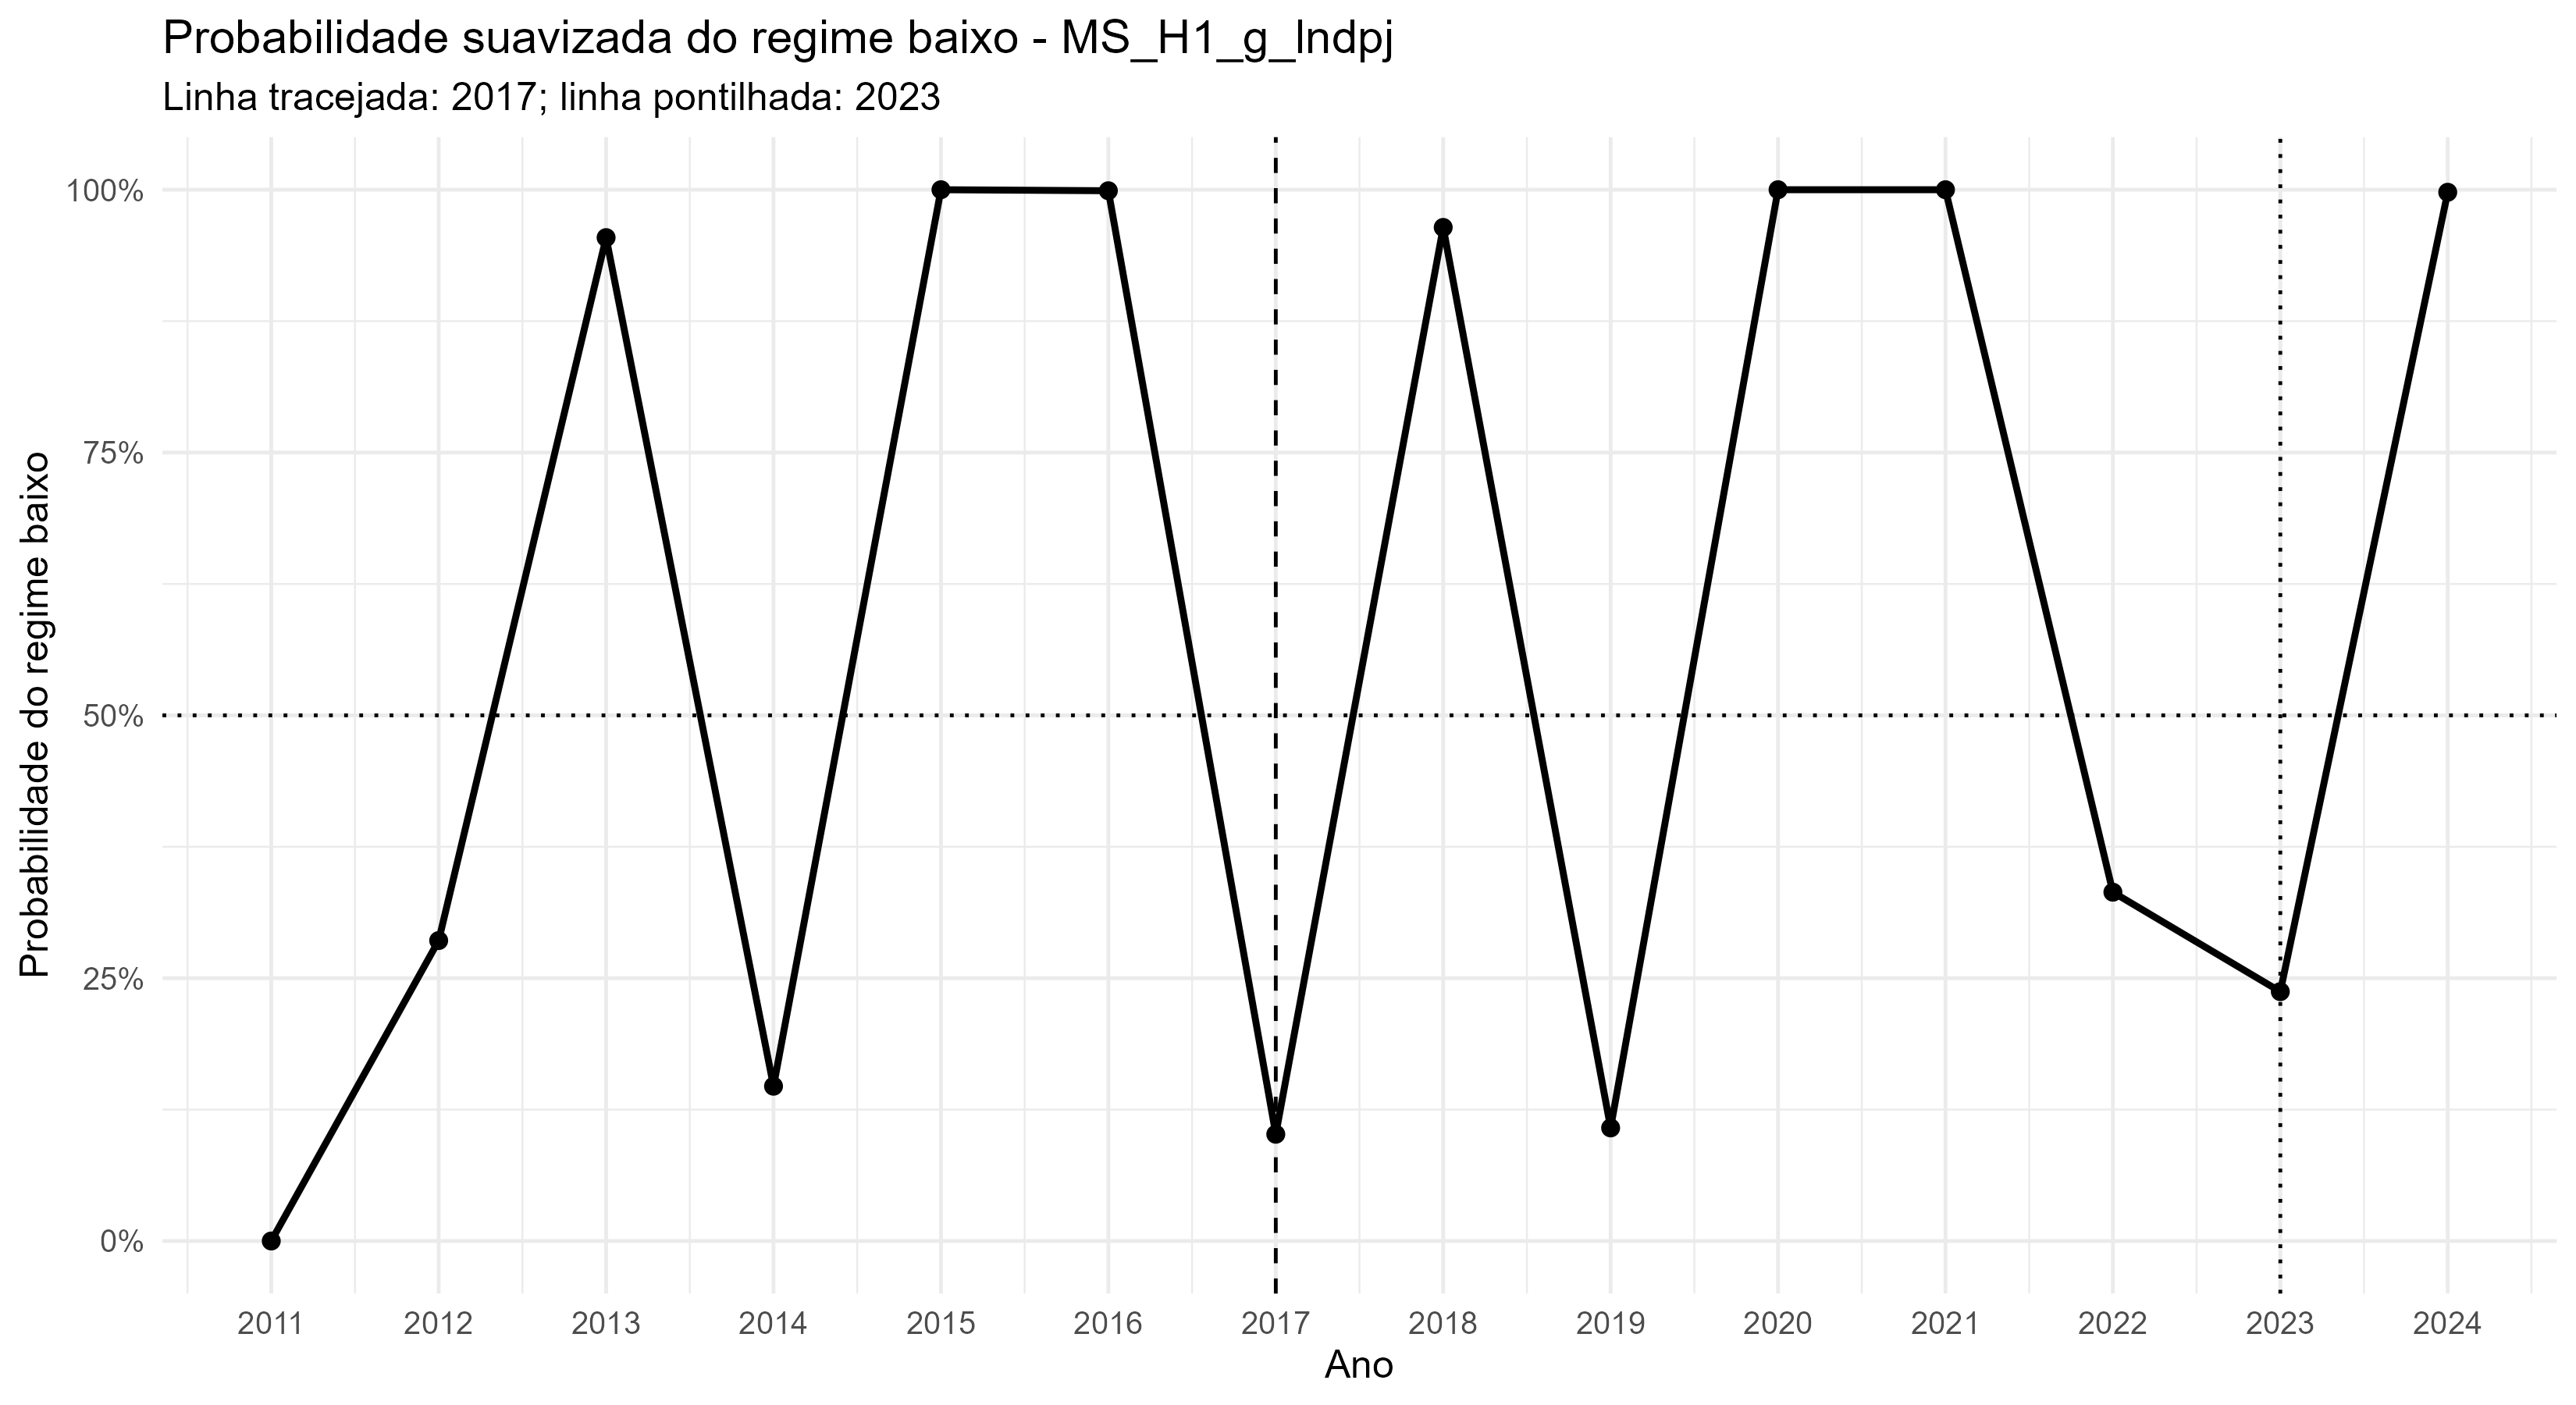 Probabilidade suavizada do regime baixo - MS_H1_g_lndpj
Linha tracejada: 2017; linha pontilhada: 2023
Probabilidade do regime baixo
100%
75%
50%
25%
0%
2011 2012 2013 2014 2015 2016 2017 2018 2019 2020 2021 2022 2023 2024
Ano